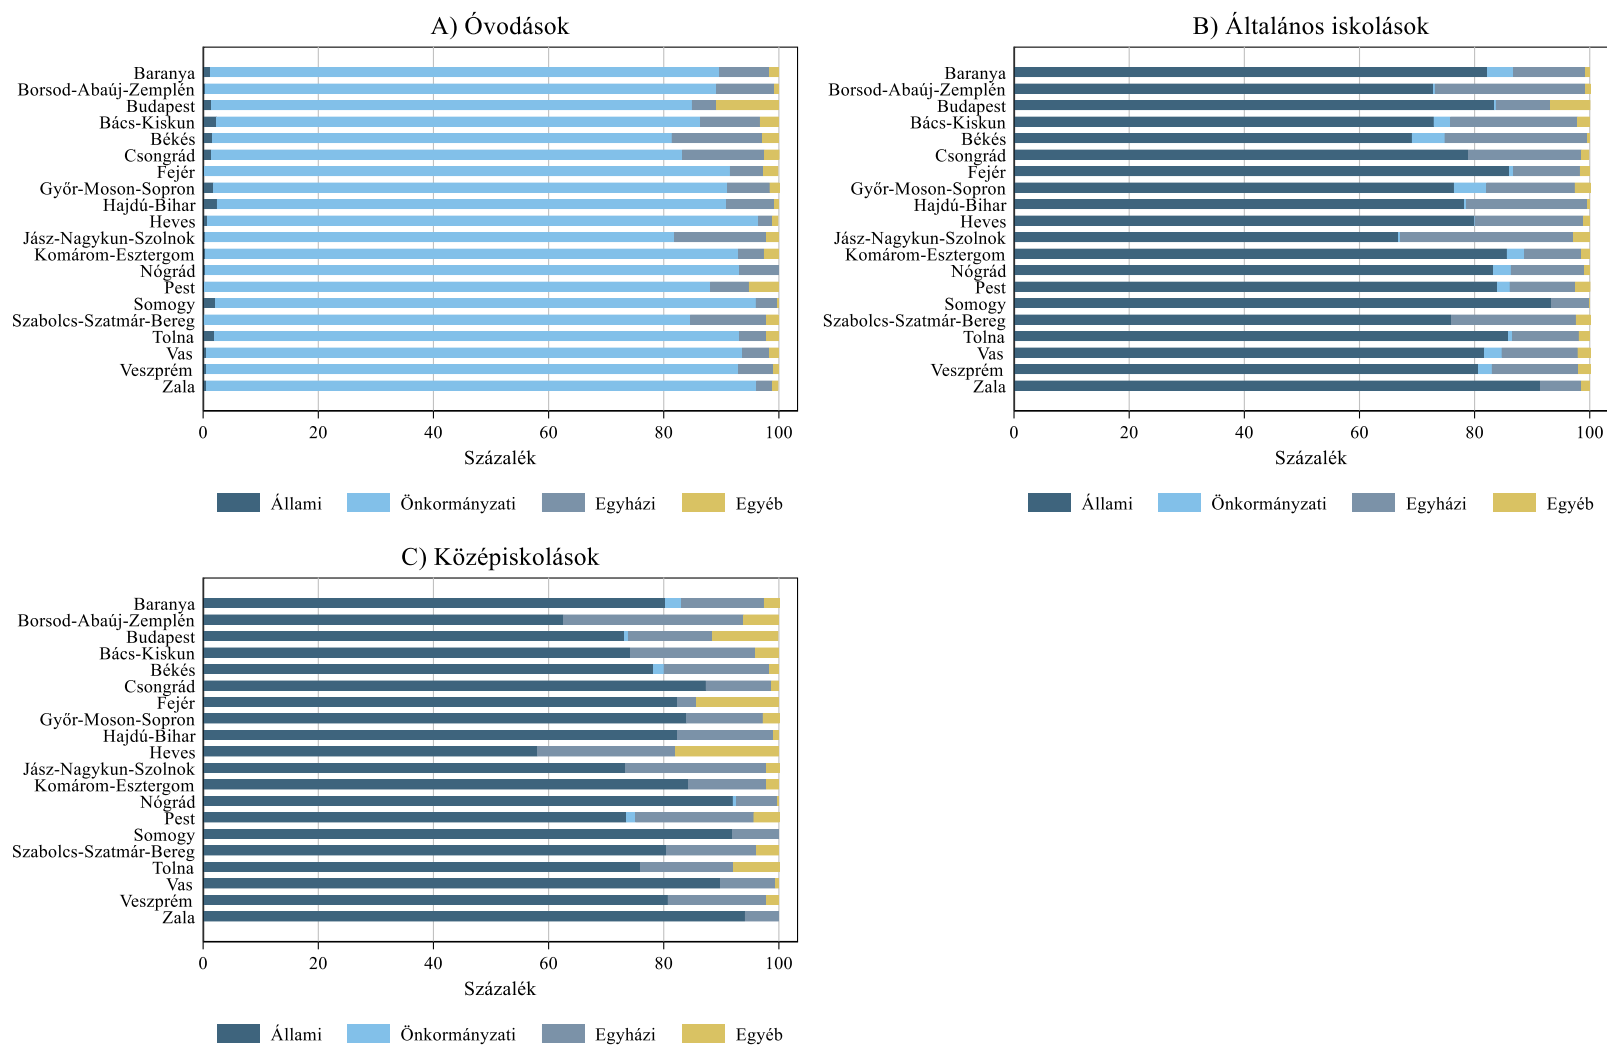 A) Óvodások
Baranya
Borsod-Abaúj-Zemplén
Budapest
Bács-Kiskun
Békés
Csongrád
Fejér
Győr-Moson-Sopron
Hajdú-Bihar
Heves
Jász-Nagykun-Szolnok
Komárom-Esztergom
Nógrád
Pest
Somogy
Szabolcs-Szatmár-Bereg
Tolna
Vas
Veszprém
Zala
0 20 40 60 80 100
Százalék
Állami Önkormányzati Egyházi Egyéb
B) Általános iskolások
Baranya
Borsod-Abaúj-Zemplén
Budapest
Bács-Kiskun
Békés
Csongrád
Fejér
Győr-Moson-Sopron
Hajdú-Bihar
Heves
Jász-Nagykun-Szolnok
Komárom-Esztergom
Nógrád
Pest
Somogy
Szabolcs-Szatmár-Bereg
Tolna
Vas
Veszprém
Zala
0 20 40 60 80 100
Százalék
Állami Önkormányzati Egyházi Egyéb
C) Középiskolások
Baranya
Borsod-Abaúj-Zemplén
Budapest
Bács-Kiskun
Békés
Csongrád
Fejér
Győr-Moson-Sopron
Hajdú-Bihar
Heves
Jász-Nagykun-Szolnok
Komárom-Esztergom
Nógrád
Pest
Somogy
Szabolcs-Szatmár-Bereg
Tolna
Vas
Veszprém
Zala
0 20 40 60 80 100
Százalék
Állami Önkormányzati Egyházi Egyéb